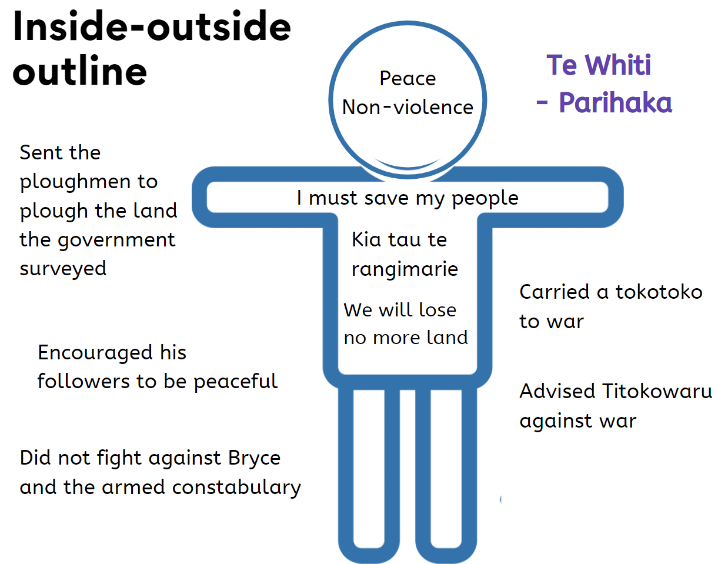 Inside-outside
outline
Te Whiti
- Parihaka
Peace
Non-violence
Sent the
ploughmen to
plough the land
the government
surveyed
I must save my people
Kia tau te
rangimarie
We will lose
no more land
Carried a tokotoko
to war
Encouraged his
followers to be peaceful
Advised Titokowaru
against war
Did not fight against Bryce
and the armed constabulary